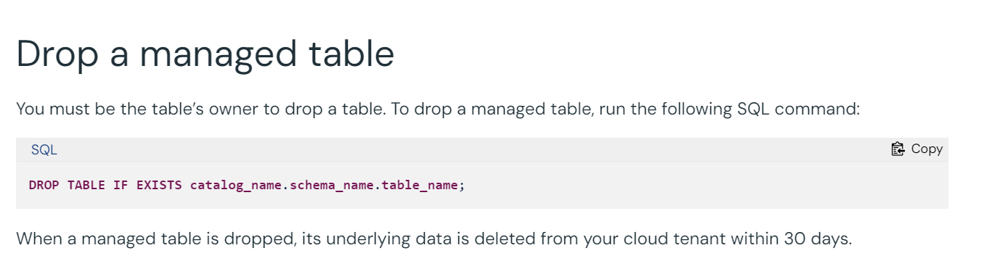 Drop a managed table
You must be the table’s owner to drop a table. To drop a managed table, run the following SQL command:
SQL
Copy
DROP TABLE IF EXISTS catalog_name.schema_name.table_name;
When a managed table is dropped, its underlying data is deleted from your cloud tenant within 30 days.